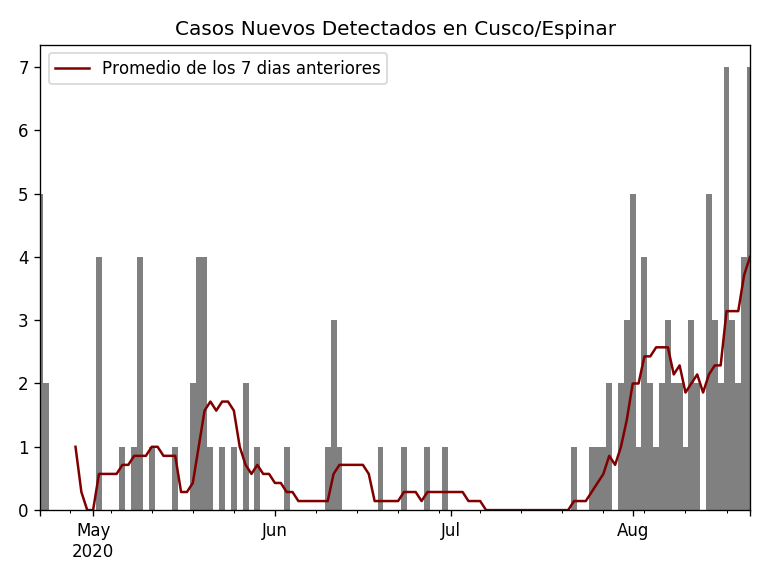 Casos Nuevos Detectados en Cusco/Espinar
Promedio de los 7 dias anteriores
7
6
5
4
3
2
1
0
May
2020
Jun
Jul
Aug